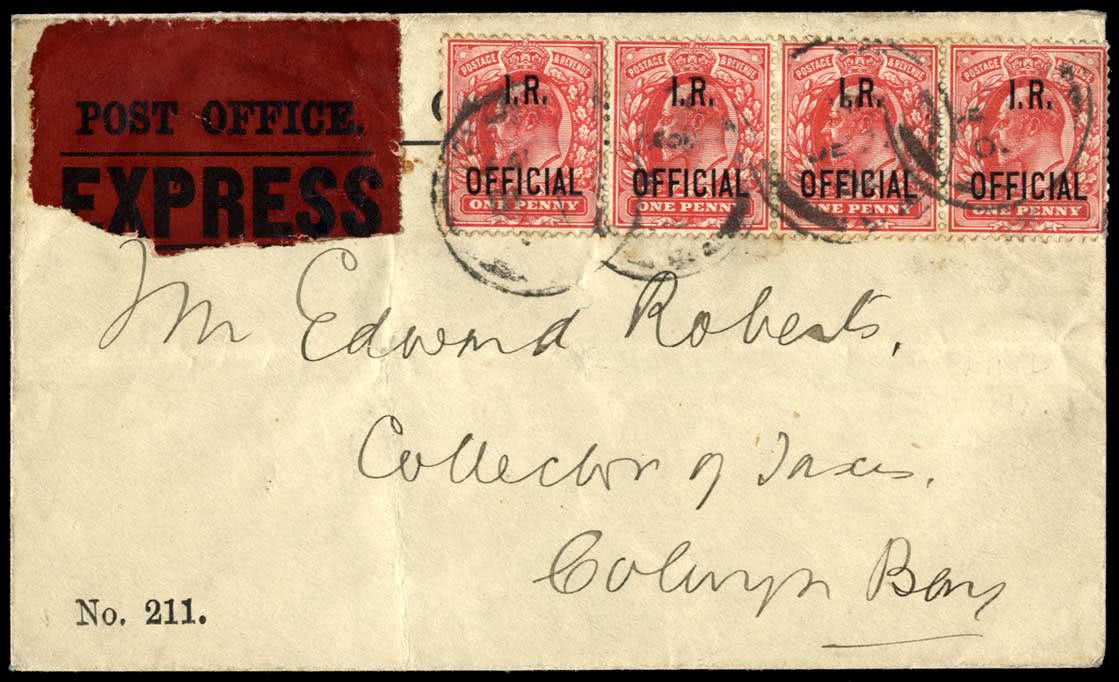 POST OFFICE.
EXPRESS
POSTAGE & REVENUE
I.R.
OFFICIAL
ONE PENNY
POSTAGE & REVENUE
I.R.
OFFICIAL
ONE PENNY
POSTAGE & REVENUE
I.R.
OFFICIAL
ONE PENNY
POSTAGE & REVENUE
I.R.
OFFICIAL
ONE PENNY
Mr Edward Roberts,
Collector of Taxes,
Colwyn Bay
No. 211.